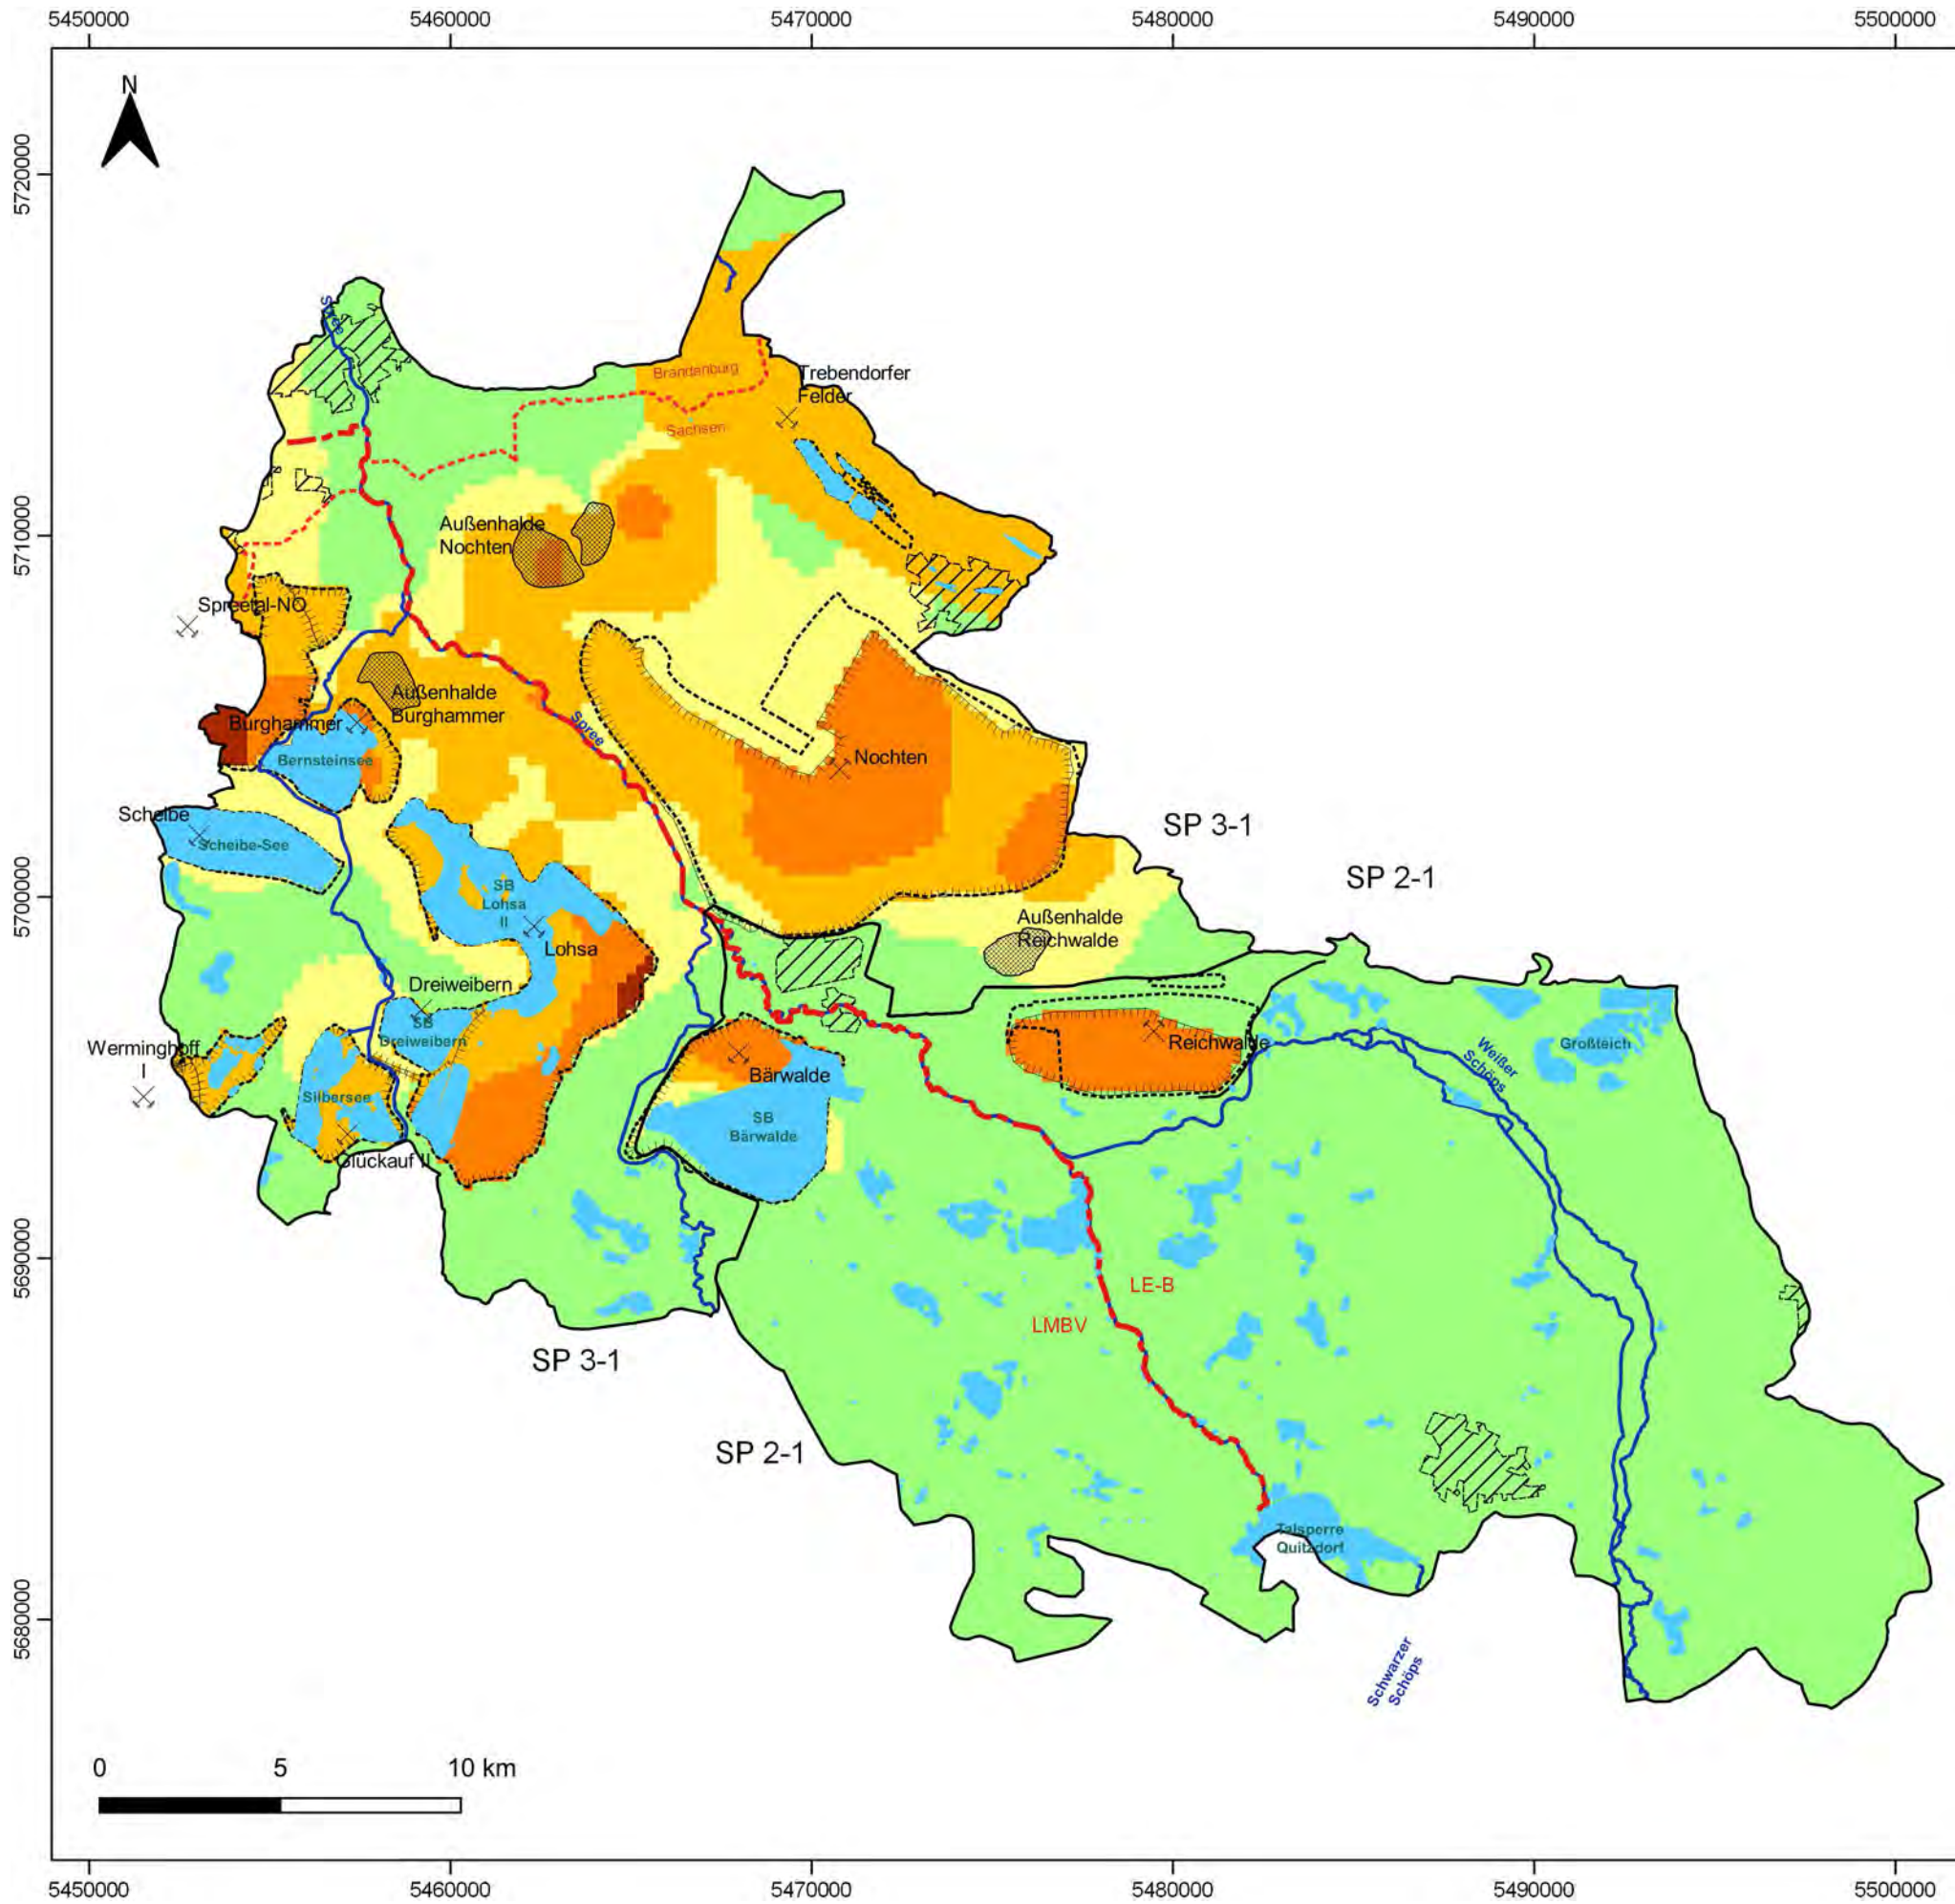 5450000 5460000 5470000 5480000 5490000 5500000
N
5720000
Spree
Brandenburg
Trebendorfer
Felder
Sachsen
5710000
Außenhalde
Nochten
Spreetal-NO
Außenhalde
Burghammer
Burghammer
Spree
Bernsteinsee
Nochten
Scheibe
Scheibe-See
SP 3-1
SP 2-1
5700000
SB
Lohsa
II
Lohsa
Außenhalde
Reichwalde
Dreiweibern
SB
Dreiweibern
Werminghoff
I
Reichwalde
Großteich
Weißer
Schöps
Bärwalde
Silbersee
SB
Bärwalde
Glückauf II
5690000
LE-B
LMBV
SP 3-1
SP 2-1
Talsperre
Quitzdorf
5680000
Schwarzer
Schöps
0 5 10 km
5450000 5460000 5470000 5480000 5490000 5500000